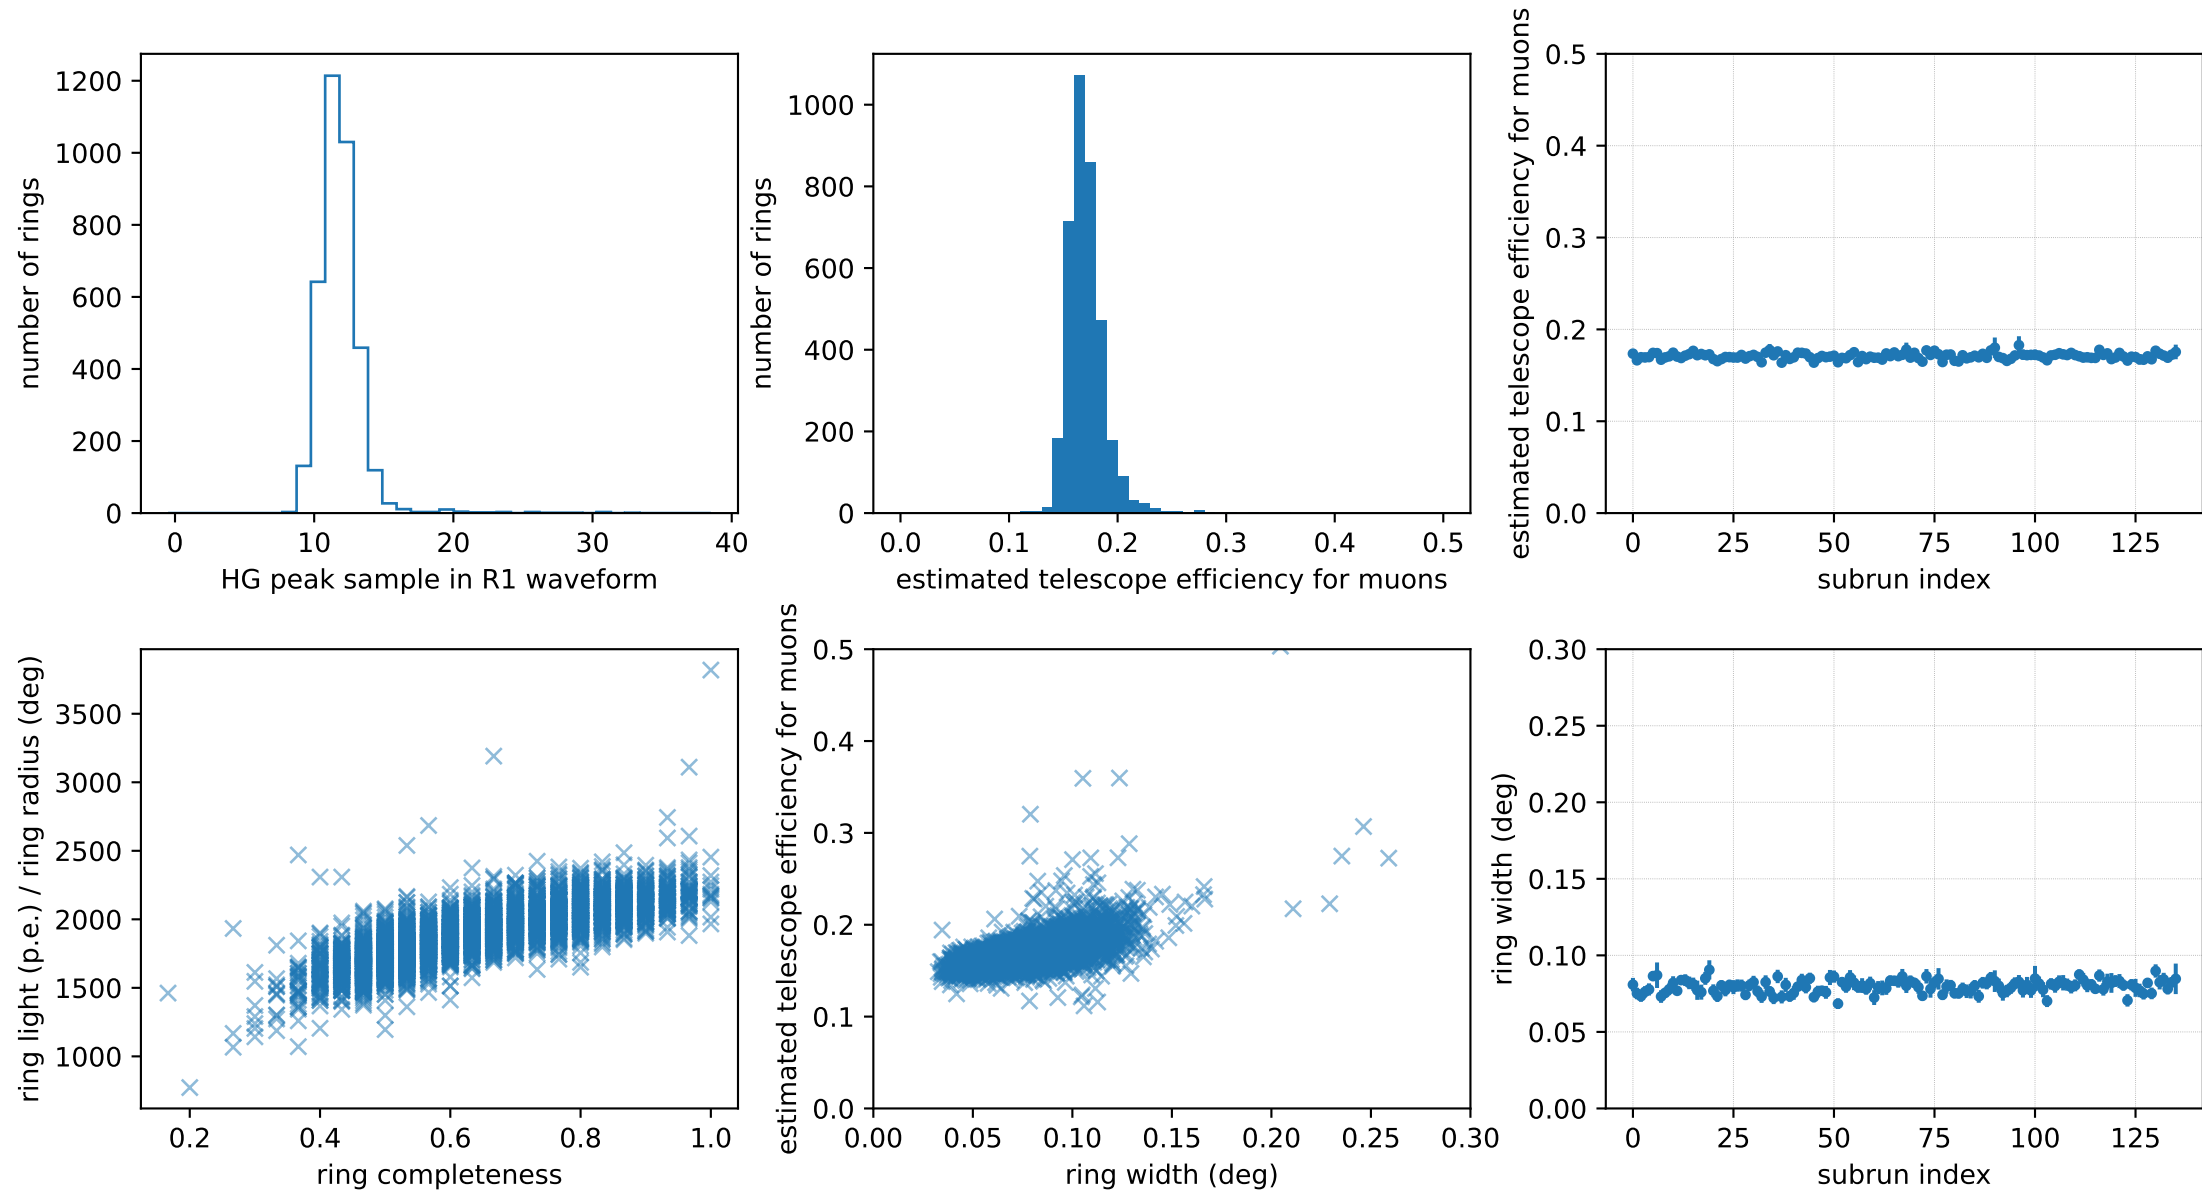 number of rings
1200
1000
800
600
400
200
0
0 10 20 30 40
HG peak sample in R1 waveform
number of rings
1000
800
600
400
200
0
0.0 0.1 0.2 0.3 0.4 0.5
estimated telescope efficiency for muons
estimated telescope efficiency for muons
0.5
0.4
0.3
0.2
0.1
0.0
0 25 50 75 100 125
subrun index
ring light (p.e.) / ring radius (deg)
3500
3000
2500
2000
1500
1000
0.2 0.4 0.6 0.8 1.0
ring completeness
estimated telescope efficiency for muons
0.5
0.4
0.3
0.2
0.1
0.0
0.00 0.05 0.10 0.15 0.20 0.25 0.30
ring width (deg)
ring width (deg)
0.30
0.25
0.20
0.15
0.10
0.05
0.00
0 25 50 75 100 125
subrun index